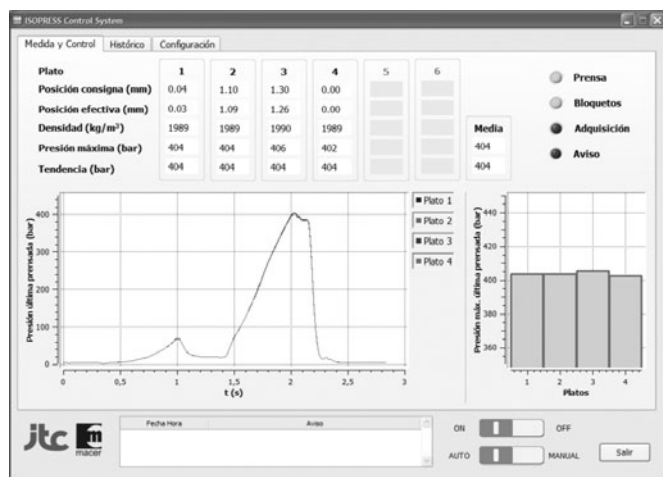 ISOPRESS Control System
Medida y Control Histórico Configuración
Plato 1 2 3 4 5 6
Posición consigna (mm) 0.04 1.10 1.30 0.00
Posición efectiva (mm) 0.03 1.09 1.26 0.00
Densidad (kg/m³) 1989 1989 1990 1989 Media
Presión máxima (bar) 404 404 406 402 404
Tendencia (bar) 404 404 404 404 404
Prensa
Bloquetos
Adquisición
Aviso
Presión última prensada (bar)
400
300
200
100
0
0 0,5 1 1,5 2 2,5 3
t (s)
Plato 1
Plato 2
Plato 3
Plato 4
Presión máx. última prensada (bar)
440
420
400
380
360
1 2 3 4
Platos
jtc macer
Fecha Hora Aviso
ON OFF
AUTO MANUAL
Salir